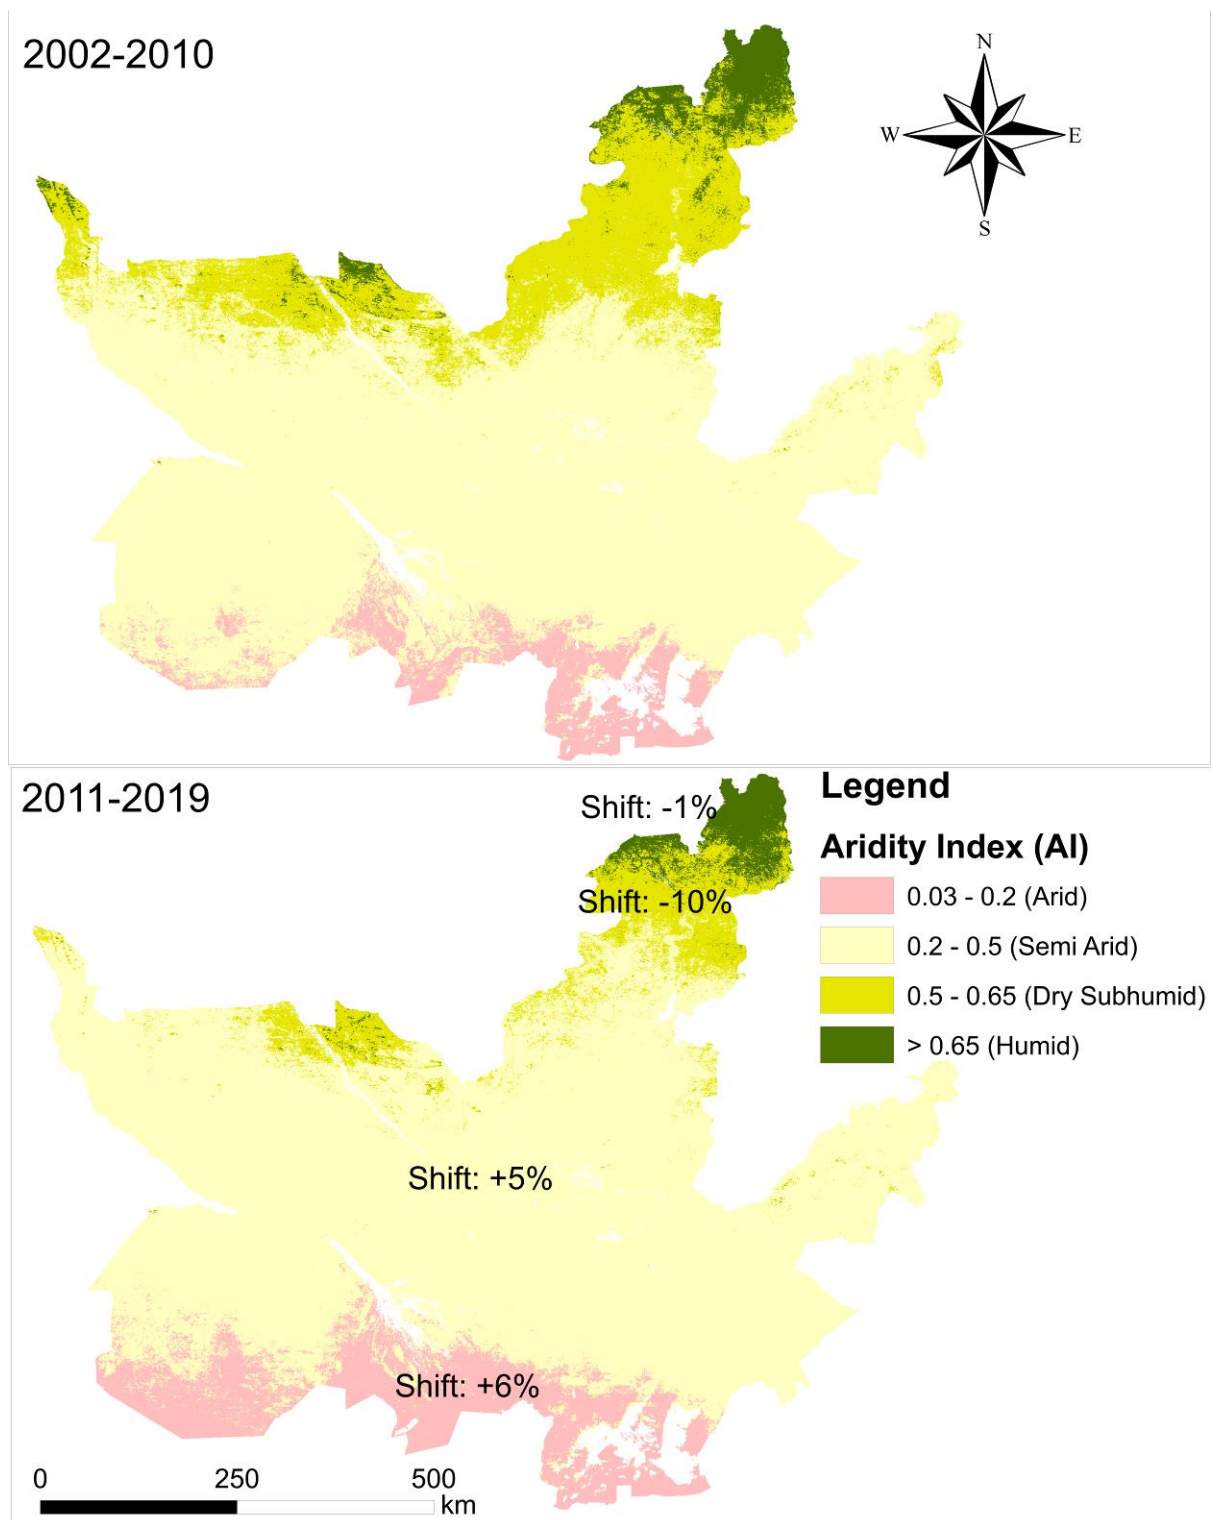 2002-2010
N
W
E
S
2011-2019
Shift: -1%
Shift: -10%
Shift: +5%
Shift: +6%
Legend
Aridity Index (AI)
0.03 - 0.2 (Arid)
0.2 - 0.5 (Semi Arid)
0.5 - 0.65 (Dry Subhumid)
> 0.65 (Humid)
0 250 500
km